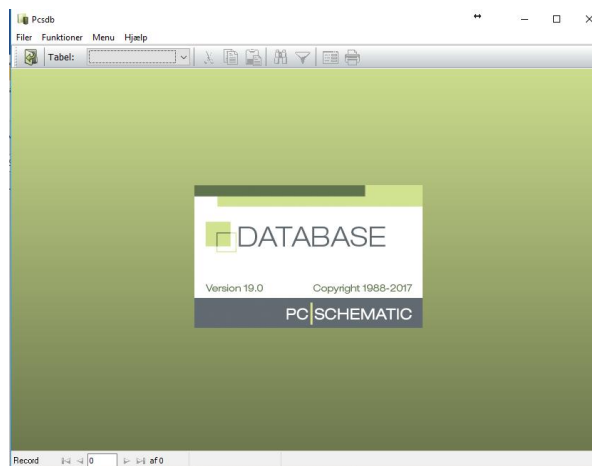 Pcsdb
Filer Funktioner Menu Hjælp
Tabel:
DATABASE
Version 19.0 Copyright 1988-2017
PC|SCHEMATIC
Record 0 af 0